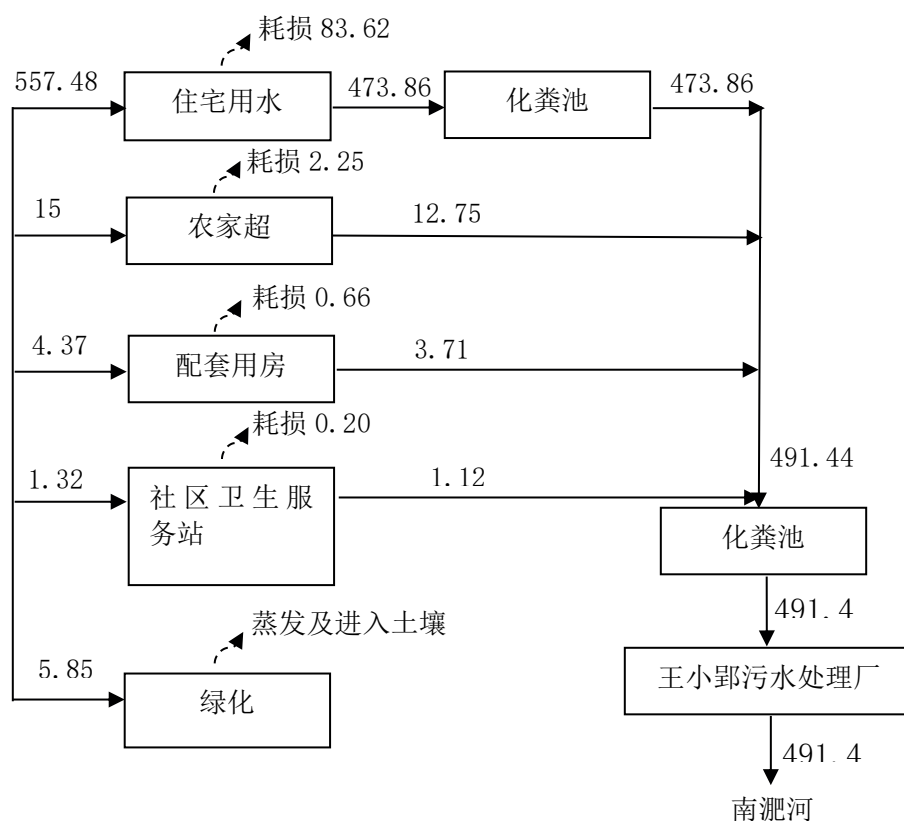 耗损 83.62
557.48
住宅用水
473.86
化粪池
473.86
耗损 2.25
15
农家超
12.75
耗损 0.66
4.37
配套用房
3.71
耗损 0.20
1.32
社区卫生服
务站
1.12
491.44
化粪池
491.4
蒸发及进入土壤
5.85
绿化
王小郢污水处理厂
491.4
南淝河